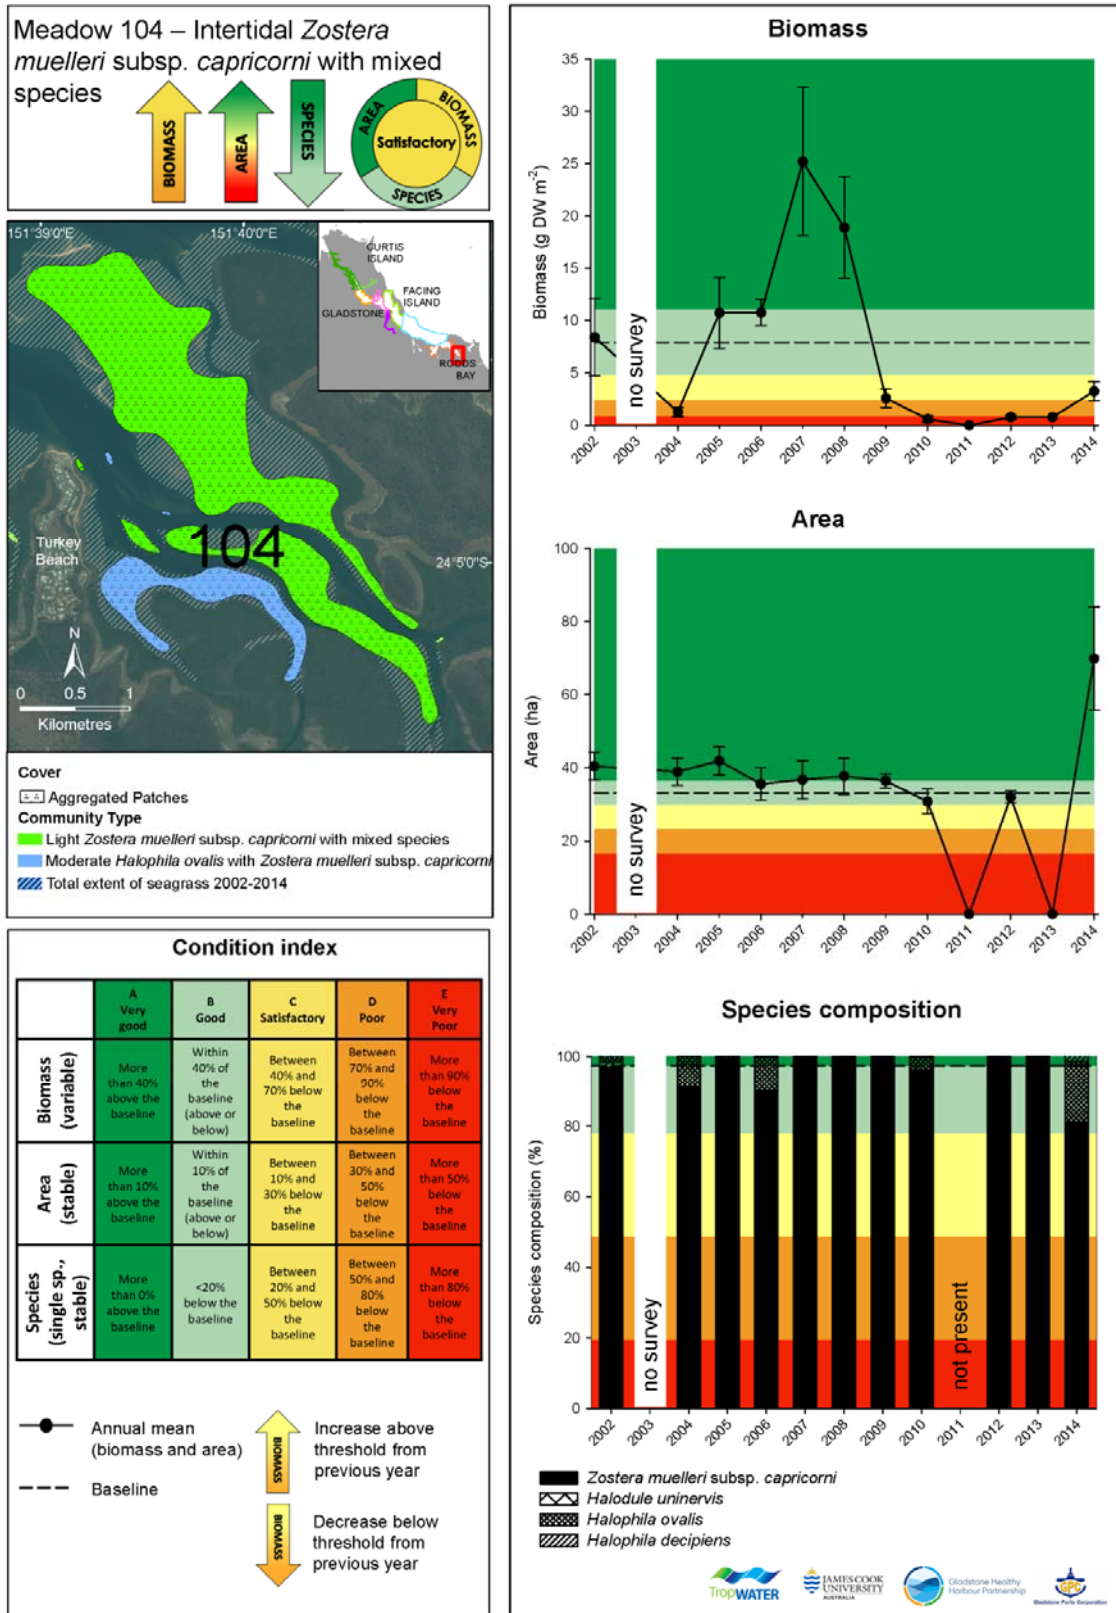 Meadow 104 – Intertidal Zostera
muelleri subsp. capricorni with mixed
species
BIOMASS
AREA
SPECIES
AREA
BIOMASS
SPECIES
Satisfactory
151°39'0"E
151°40'0"E
CURTIS
ISLAND
FACING
ISLAND
GLADSTONE
RODDS
BAY
Turkey
Beach
104
24°5'0"S
N
0 0.5 1
Kilometres
Cover
Aggregated Patches
Community Type
Light Zostera muelleri subsp. capricorni with mixed species
Moderate Halophila ovalis with Zostera muelleri subsp. capricorni
Total extent of seagrass 2002-2014
Condition index
A
Very
good
B
Good
C
Satisfactory
D
Poor
E
Very
Poor
Biomass
(variable)
More
than 40%
above the
baseline
Within
40% of
the
baseline
(above or
below)
Between
40% and
70% below
the
baseline
Between
70% and
90%
below
the
baseline
More
than 90%
below
the
baseline
Area
(stable)
More
than 10%
above the
baseline
Within
10% of
the
baseline
(above or
below)
Between
10% and
30% below
the
baseline
Between
30% and
50%
below
the
baseline
More
than 50%
below
the
baseline
Species
(single sp.,
stable)
More
than 0%
above the
baseline
<20%
below the
baseline
Between
20% and
50% below
the
baseline
Between
50% and
80%
below
the
baseline
More
than 80%
below
the
baseline
Annual mean
(biomass and area)
Baseline
BIOMASS
Increase above
threshold from
previous year
BIOMASS
Decrease below
threshold from
previous year
Biomass
Biomass (g DW m-2)
35
30
25
20
15
10
5
0
no survey
2002 2003 2004 2005 2006 2007 2008 2009 2010 2011 2012 2013 2014
Area
Area (ha)
100
80
60
40
20
0
no survey
2002 2003 2004 2005 2006 2007 2008 2009 2010 2011 2012 2013 2014
Species composition
Species composition (%)
100
80
60
40
20
0
no survey
not present
2002 2003 2004 2005 2006 2007 2008 2009 2010 2011 2012 2013 2014
Zostera muelleri subsp. capricorni
Halodule uninervis
Halophila ovalis
Halophila decipiens
TropWATER
JAMES COOK
UNIVERSITY
AUSTRALIA
Gladstone Healthy
Harbour Partnership
GPC
Gladstone Ports Corporation